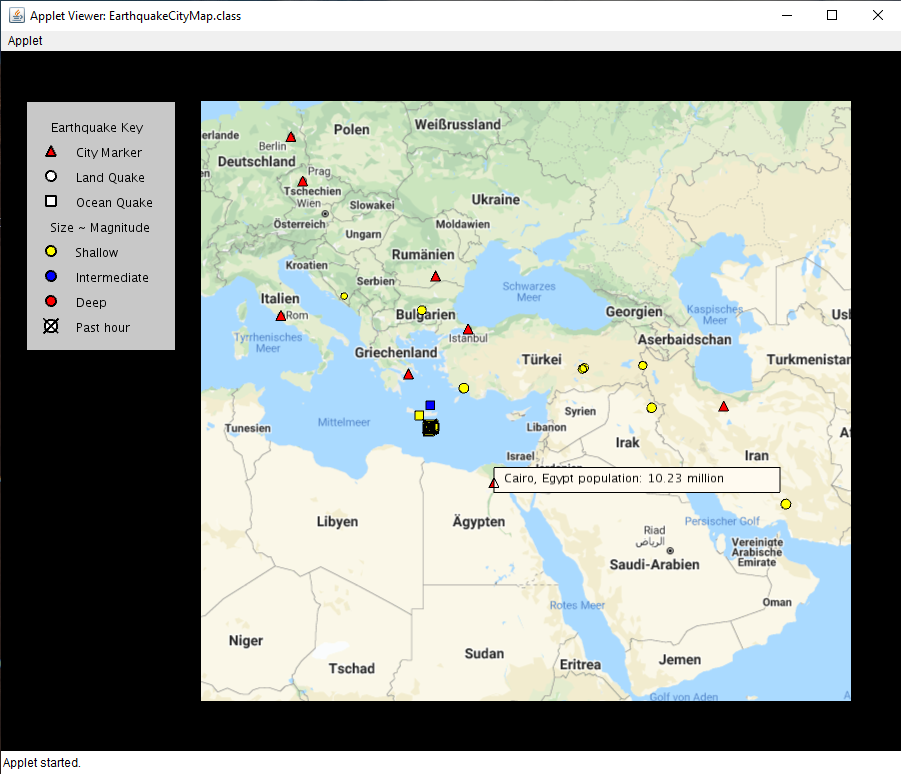 Applet Viewer: EarthquakeCityMap.class
Applet
Earthquake Key
City Marker
Land Quake
Ocean Quake
Size ~ Magnitude
Shallow
Intermediate
Deep
Past hour
erlande
Berlin
Polen
Weißrussland
Deutschland
en
Prag
Tschechien
Wien
Slowakei
Österreich
Ukraine
Ungarn
Moldawien
Rumänien
Kroatien
Serbien
Italien
Rom
Bulgarien
Schwarzes
Meer
Georgien
Kaspisches
Meer
Usb
Tyrrhenisches
Meer
Istanbul
Aserbaidschan
Griechenland
Türkei
Turkmenistan
Tunesien
Mittelmeer
Syrien
Libanon
Irak
Iran
Af
Israel
Jordanien
Cairo, Egypt population: 10.23 million
Libyen
Ägypten
Riad
الرياض
Persischer Golf
Vereinigte
Arabische
Emirate
Saudi-Arabien
Oman
Rotes Meer
Niger
Tschad
Sudan
Eritrea
Jemen
Golf von Aden
A
Applet started.